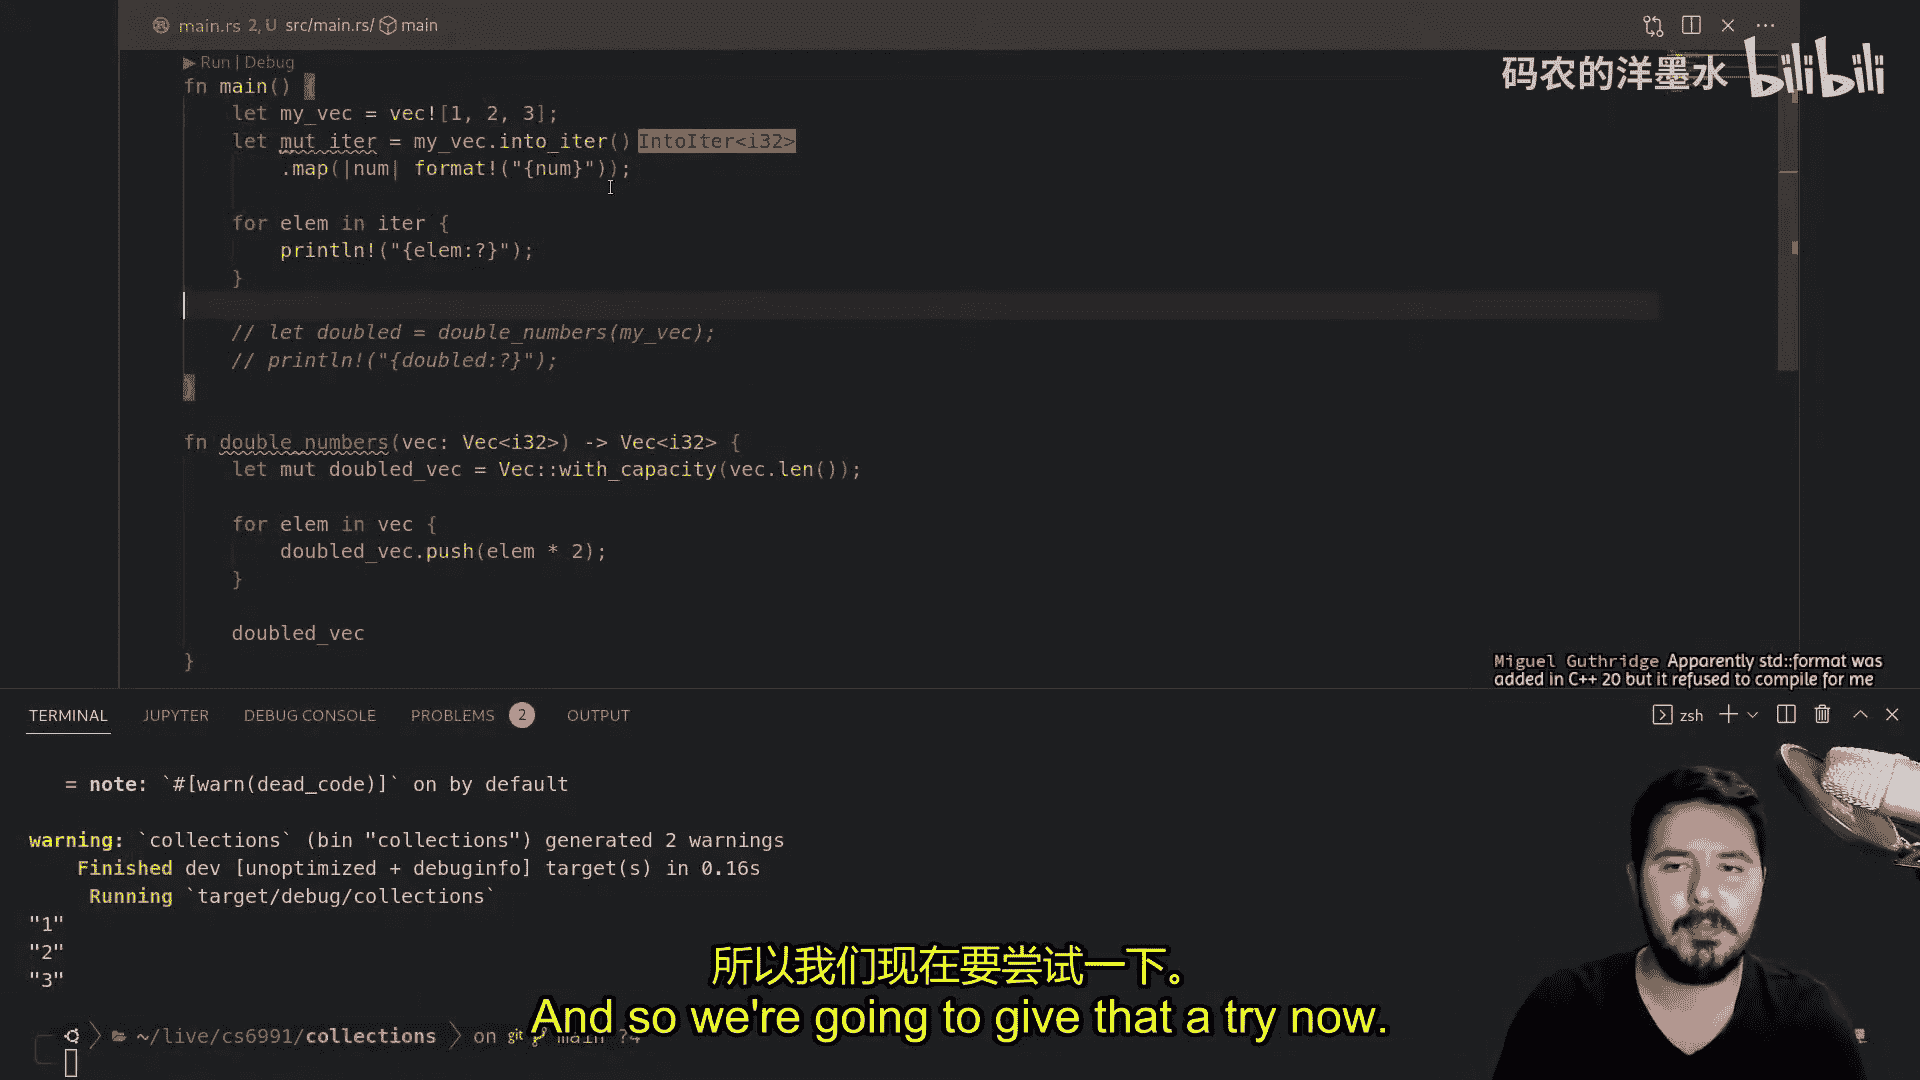 main.rs 2, U src/main.rs/ main
码农的洋墨水 bilibili
Run | Debug
fn main() {
let my_vec = vec![1, 2, 3];
let mut iter = my_vec.into_iter() IntoIter<i32>
.map(|num| format!("{num}"));
for elem in iter {
println!("{elem:?}");
}
// let doubled = double_numbers(my_vec);
// println!("{doubled:?}");
}
fn double_numbers(vec: Vec<i32>) -> Vec<i32> {
let mut doubled_vec = Vec::with_capacity(vec.len());
for elem in vec {
doubled_vec.push(elem * 2);
}
doubled_vec
}
Miguel Guthridge Apparently std::format was
added in C++ 20 but it refused to compile for me
TERMINAL JUPYTER DEBUG CONSOLE PROBLEMS 2 OUTPUT
zsh
= note: `#[warn(dead_code)]` on by default
warning: `collections` (bin "collections") generated 2 warnings
Finished dev [unoptimized + debuginfo] target(s) in 0.16s
Running `target/debug/collections`
"1"
"2"
"3"
所以我们现在要尝试一下。
And so we're going to give that a try now.
~/live/cs6991/collections on git main ?4